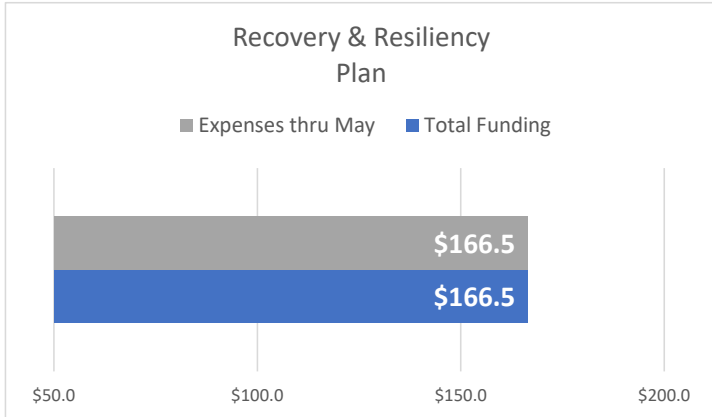 Recovery & Resiliency
Plan
Expenses thru May Total Funding
$166.5
$166.5
$50.0 $100.0 $150.0 $200.0